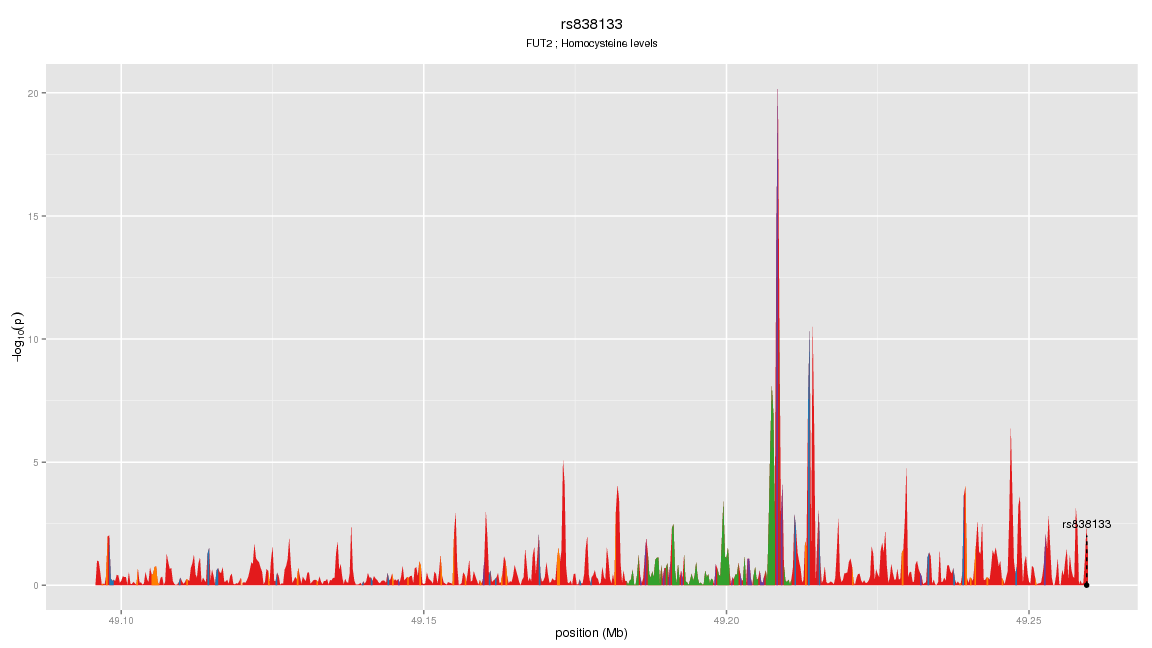 rs838133
FUT2 ; Homocysteine levels
20
15
10
5
0
−log10(p)
rs838133
49.10
49.15
49.20
49.25
position (Mb)